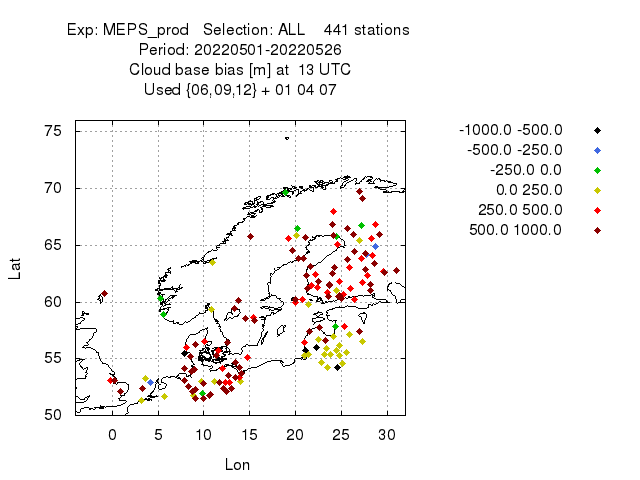 Exp: MEPS_prod   Selection: ALL    441 stations
Period: 20220501-20220526
Cloud base bias [m] at  13 UTC
Used {06,09,12} + 01 04 07
-1000.0 -500.0
-500.0 -250.0
-250.0 0.0
0.0 250.0
250.0 500.0
500.0 1000.0
75
70
65
60
55
50
Lat
0 5 10 15 20 25 30
Lon